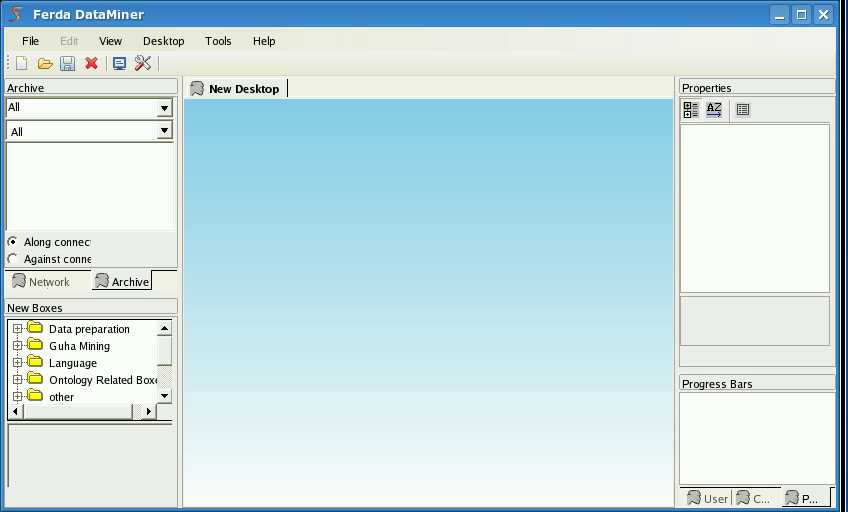 Ferda DataMiner
File Edit View Desktop Tools Help
Archive
All
All
Along connec
Against conne
Network Archive
New Boxes
Data preparation
Guha Mining
Language
Ontology Related Boxe
other
New Desktop
Properties
AZ
Progress Bars
User C... P...